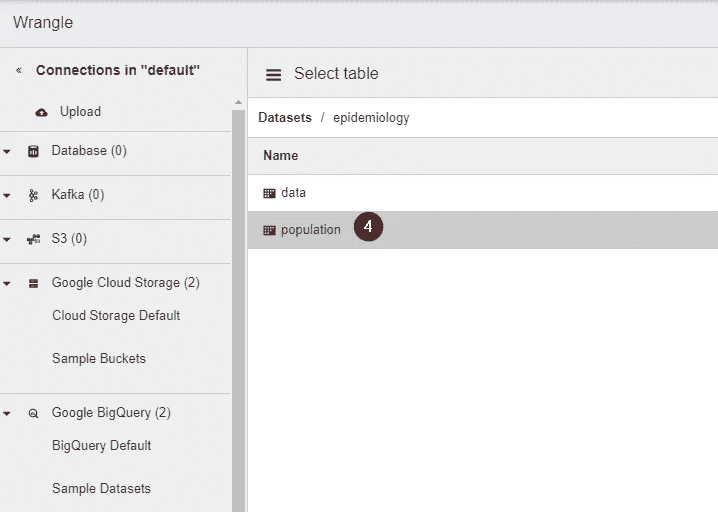 Wrangle
« Connections in "default"
Upload
Database (0)
Kafka (0)
S3 (0)
Google Cloud Storage (2)
Cloud Storage Default
Sample Buckets
Google BigQuery (2)
BigQuery Default
Sample Datasets
Select table
Datasets / epidemiology
Name
data
population 4